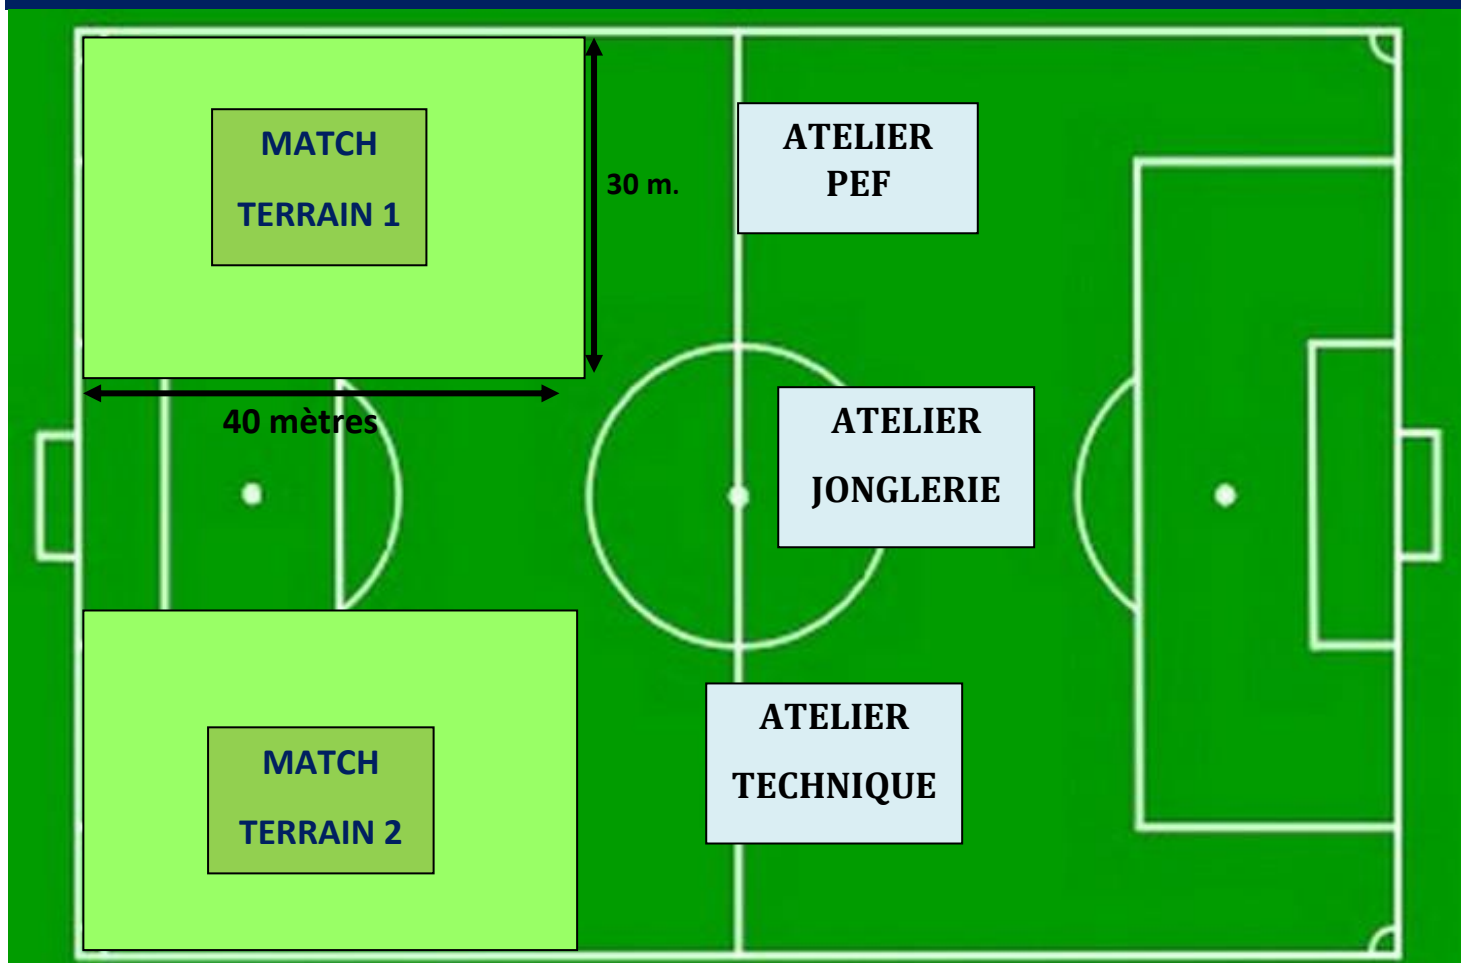 MATCH
TERRAIN 1
30 m.
ATELIER
PEF
40 mètres
ATELIER
JONGLERIE
MATCH
TERRAIN 2
ATELIER
TECHNIQUE